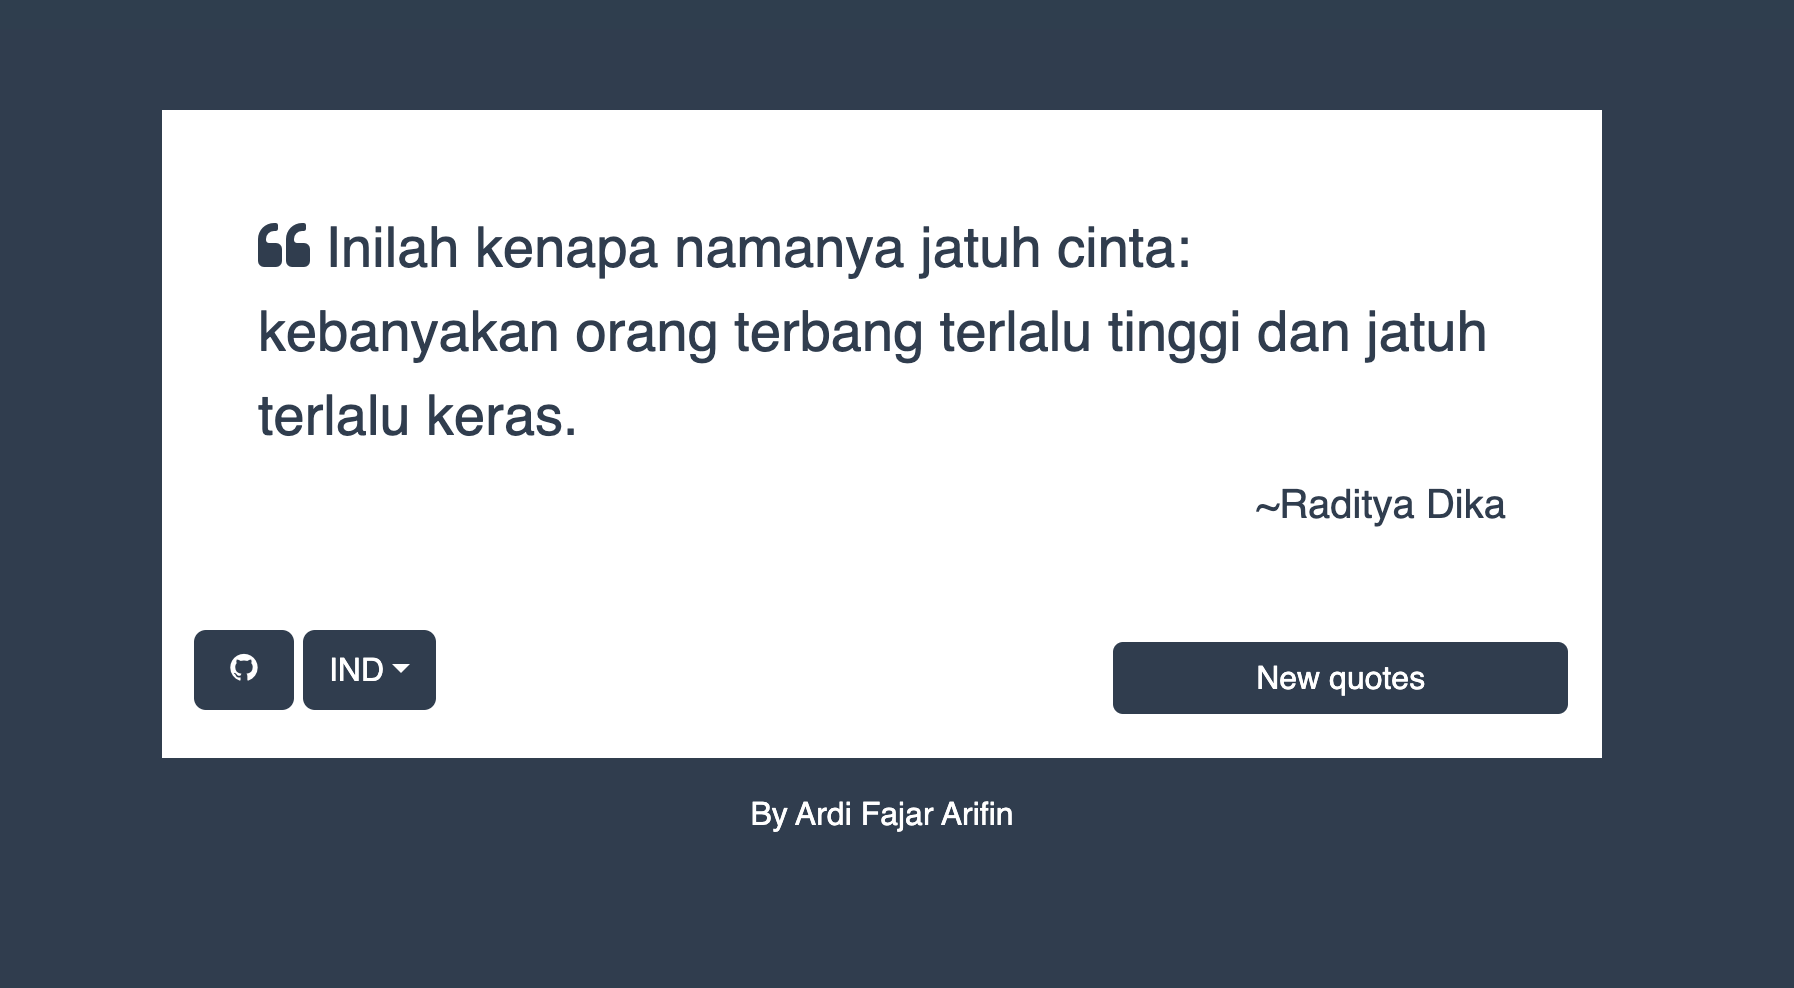 “ Inilah kenapa namanya jatuh cinta:
kebanyakan orang terbang terlalu tinggi dan jatuh
terlalu keras.
~Raditya Dika
IND
New quotes
By Ardi Fajar Arifin